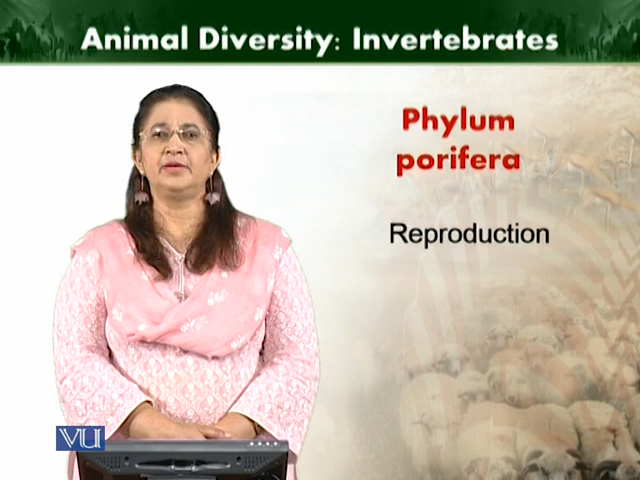 Animal Diversity: Invertebrates
Phylum
porifera
Reproduction
VU